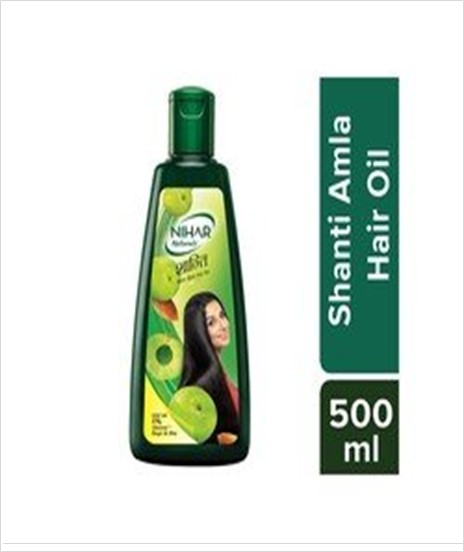 NIHAR
Naturals
शान्ति
Shanti Amla
Hair Oil
500
ml